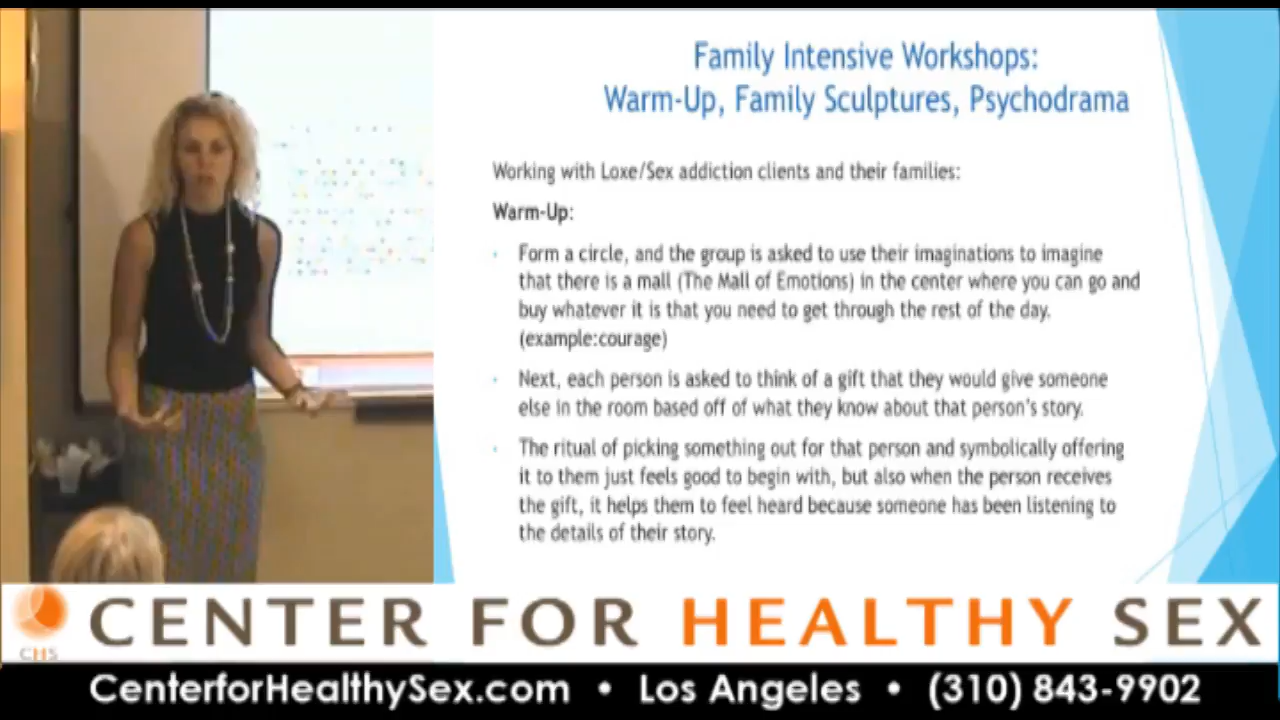 Family Intensive Workshops:
Warm-Up, Family Sculptures, Psychodrama
Working with Loxe/Sex addiction clients and their families:
Warm-Up:
Form a circle, and the group is asked to use their imaginations to imagine
that there is a mall (The Mall of Emotions) in the center where you can go and
buy whatever it is that you need to get through the rest of the day.
(example:courage)
Next, each person is asked to think of a gift that they would give someone
else in the room based off of what they know about that person's story.
The ritual of picking something out for that person and symbolically offering
it to them just feels good to begin with, but also when the person receives
the gift, it helps them to feel heard because someone has been listening to
the details of their story.
CHS
CENTER FOR HEALTHY SEX
CenterforHealthySex.com • Los Angeles • (310) 843-9902